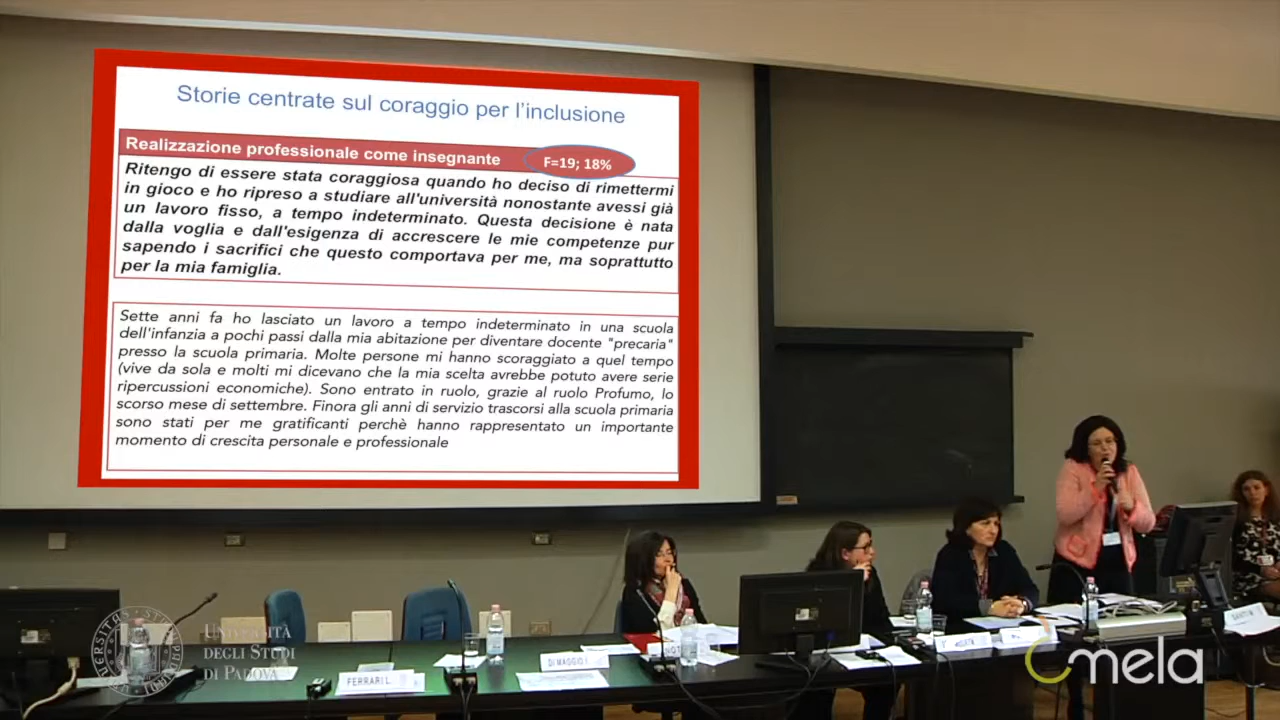 Storie centrate sul coraggio per l'inclusione
Realizzazione professionale come insegnante
F=19; 18%
Ritengo di essere stata coraggiosa quando ho deciso di rimettermi
in gioco e ho ripreso a studiare all'università nonostante avessi già
un lavoro fisso, a tempo indeterminato. Questa decisione è nata
dalla voglia e dall'esigenza di accrescere le mie competenze pur
sapendo i sacrifici che questo comportava per me, ma soprattutto
per la mia famiglia.
Sette anni fa ho lasciato un lavoro a tempo indeterminato in una scuola
dell'infanzia a pochi passi dalla mia abitazione per diventare docente "precaria"
presso la scuola primaria. Molte persone mi hanno scoraggiato a quel tempo
(vive da sola e molti mi dicevano che la mia scelta avrebbe potuto avere serie
ripercussioni economiche). Sono entrato in ruolo, grazie al ruolo Profumo, lo
scorso mese di settembre. Finora gli anni di servizio trascorsi alla scuola primaria
sono stati per me gratificanti perchè hanno rappresentato un importante
momento di crescita personale e professionale
Università
degli Studi
di Padova
FERRARI L.
DI MAGGIO I.
mela